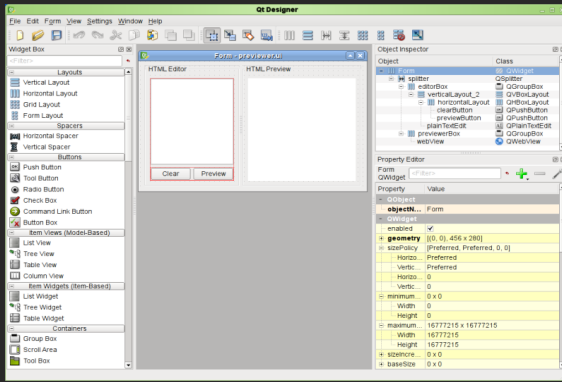 Qt Designer
File Edit Form View Settings Window Help
Widget Box
<Filter>
Layouts
Vertical Layout
Horizontal Layout
Grid Layout
Form Layout
Spacers
Horizontal Spacer
Vertical Spacer
Buttons
Push Button
Tool Button
Radio Button
Check Box
Command Link Button
Button Box
Item Views (Model-Based)
List View
Tree View
Table View
Column View
Item Widgets (Item-Based)
List Widget
Tree Widget
Table Widget
Containers
Group Box
Scroll Area
Tool Box
Form - previewer.ui
HTML Editor HTML Preview
Clear Preview
Object Inspector
Object Class
Form QWidget
splitter QSplitter
editorBox QGroupBox
verticalLayout_2 QVBoxLayout
horizontalLayout QHBoxLayout
clearButton QPushButton
previewButton QPushButton
plainTextEdit QPlainTextEdit
previewerBox QGroupBox
webView QWebView
Property Editor
Form
QWidget
<Filter>
Property Value
QObject
objectN... Form
QWidget
enabled
geometry [(0, 0), 456 x 280]
sizePolicy [Preferred, Preferred, 0, 0]
Horizo... Preferred
Vertic... Preferred
Horizo... 0
Vertic... 0
minimum... 0 x 0
Width 0
Height 0
maximum... 16777215 x 16777215
Width 16777215
Height 16777215
sizeIncre... 0 x 0
baseSize 0 x 0